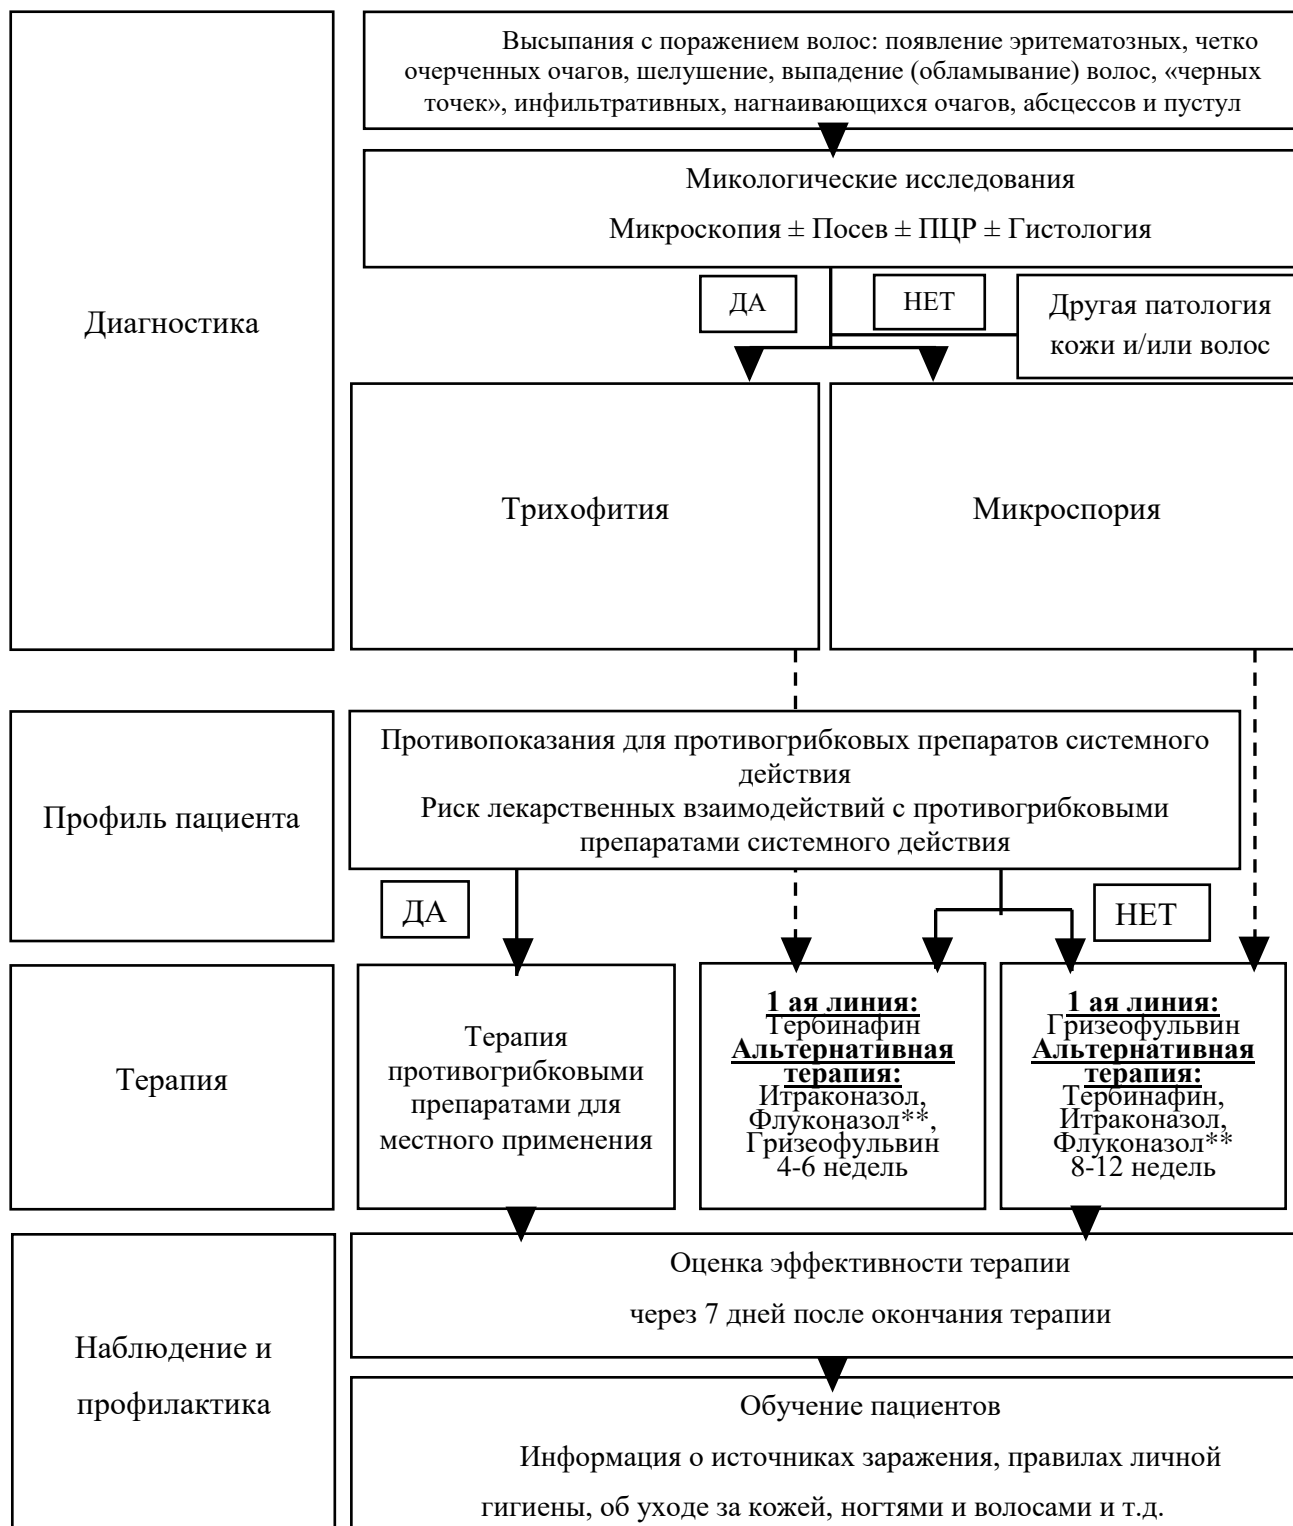 Высыпания с поражением волос: появление эритематозных, четко
очерченных очагов, шелушение, выпадение (обламывание) волос, «черных
точек», инфильтративных, нагнаивающихся очагов, абсцессов и пустул
Микологические исследования
Микроскопия ± Посев ± ПЦР ± Гистология
Диагностика
ДА
НЕТ
Другая патология
кожи и/или волос
Трихофития
Микроспория
Профиль пациента
Противопоказания для противогрибковых препаратов системного
действия
Риск лекарственных взаимодействий с противогрибковыми
препаратами системного действия
ДА
НЕТ
Терапия
Терапия
противогрибковыми
препаратами для
местного применения
1 ая линия:
Тербинафин
Альтернативная
терапия:
Итраконазол,
Флуконазол**,
Гризеофульвин
4-6 недель
1 ая линия:
Гризеофульвин
Альтернативная
терапия:
Тербинафин,
Итраконазол,
Флуконазол**
8-12 недель
Наблюдение и
профилактика
Оценка эффективности терапии
через 7 дней после окончания терапии
Обучение пациентов
Информация о источниках заражения, правилах личной
гигиены, об уходе за кожей, ногтями и волосами и т.д.